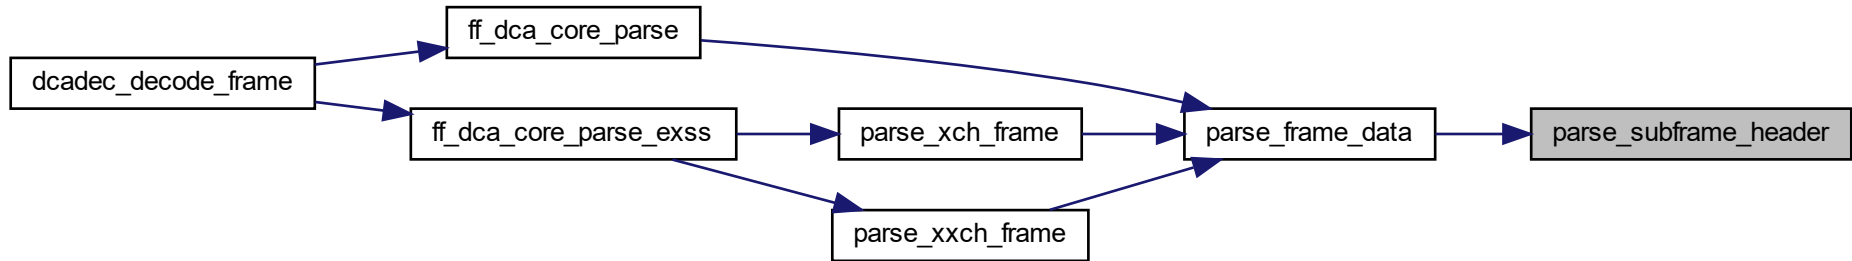 ff_dca_core_parse
dcadec_decode_frame
ff_dca_core_parse_exss
parse_xch_frame
parse_frame_data
parse_subframe_header
parse_xxch_frame